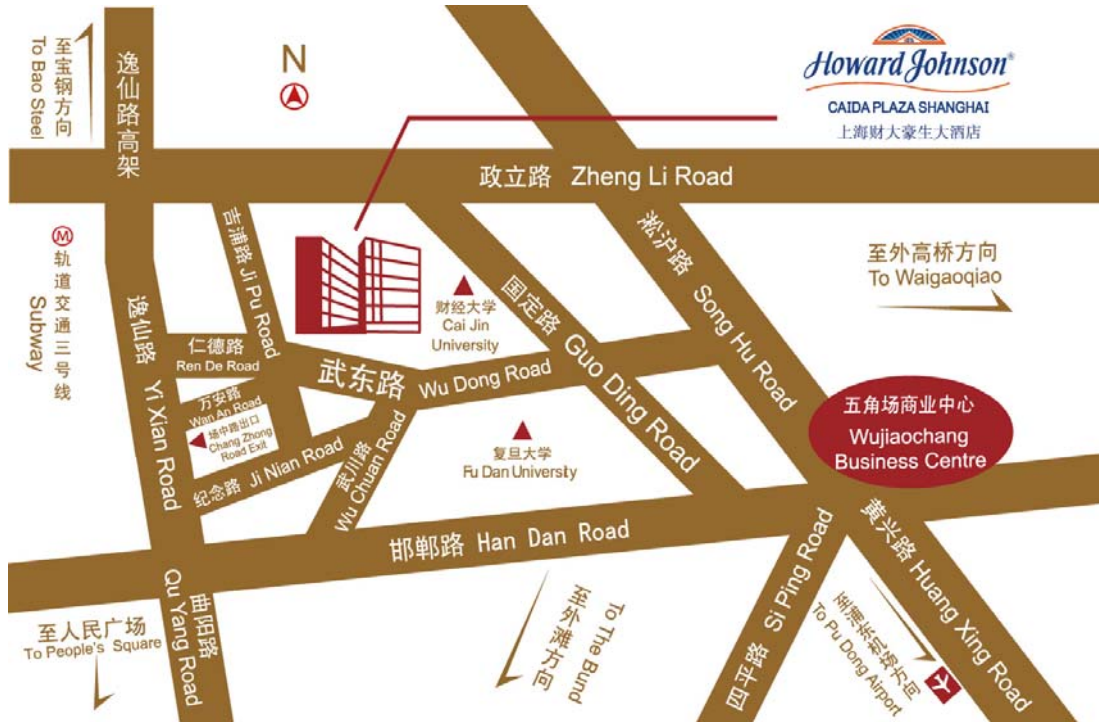 至宝钢方向
To Bao Steel
逸仙路高架
N
Howard Johnson®
CAIDA PLAZA SHANGHAI
上海财大豪生大酒店
政立路 Zheng Li Road
M
轨道交通三号线
Subway
吉浦路 Ji Pu Road
财经大学
Cai Jin
University
国定路 Guo Ding Road
淞沪路 Song Hu Road
至外高桥方向
To Waigaoqiao
逸仙路 Yi Xian Road
仁德路
Ren De Road
武东路 Wu Dong Road
万安路
Wan An Road
场中路出口
Chang Zhong
Road Exit
纪念路 Ji Nian Road
武川路
Wu Chuan Road
复旦大学
Fu Dan University
五角场商业中心
Wujiaochang
Business Centre
邯郸路 Han Dan Road
曲阳路
Qu Yang Road
至人民广场
To People's Square
至外滩方向
To The Bund
四平路 Si Ping Road
黄兴路 Huang Xing Road
至浦东机场方向
To Pu Dong Airport